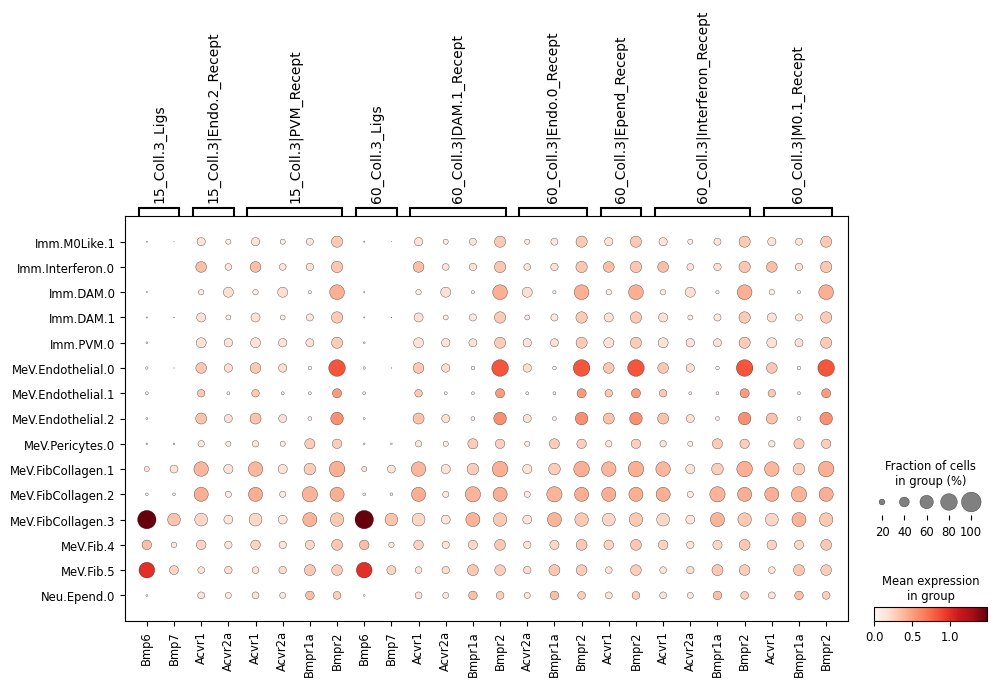 15_Coll.3_Ligs
15_Coll.3|Endo.2_Recept
15_Coll.3|PVM_Recept
60_Coll.3_Ligs
60_Coll.3|DAM.1_Recept
60_Coll.3|Endo.0_Recept
60_Coll.3|Epend_Recept
60_Coll.3|Interferon_Recept
60_Coll.3|M0.1_Recept
Imm.M0Like.1
Imm.Interferon.0
Imm.DAM.0
Imm.DAM.1
Imm.PVM.0
MeV.Endothelial.0
MeV.Endothelial.1
MeV.Endothelial.2
MeV.Pericytes.0
MeV.FibCollagen.1
MeV.FibCollagen.2
MeV.FibCollagen.3
MeV.Fib.4
MeV.Fib.5
Neu.Epend.0
Bmp6
Bmp7
Acvr1
Acvr2a
Acvr1
Acvr2a
Bmpr1a
Bmpr2
Bmp6
Bmp7
Acvr1
Acvr2a
Bmpr1a
Bmpr2
Acvr2a
Bmpr1a
Bmpr2
Acvr1
Bmpr2
Acvr1
Acvr2a
Bmpr1a
Bmpr2
Acvr1
Bmpr1a
Bmpr2
Fraction of cells
in group (%)
20 40 60 80 100
Mean expression
in group
0.0 0.5 1.0